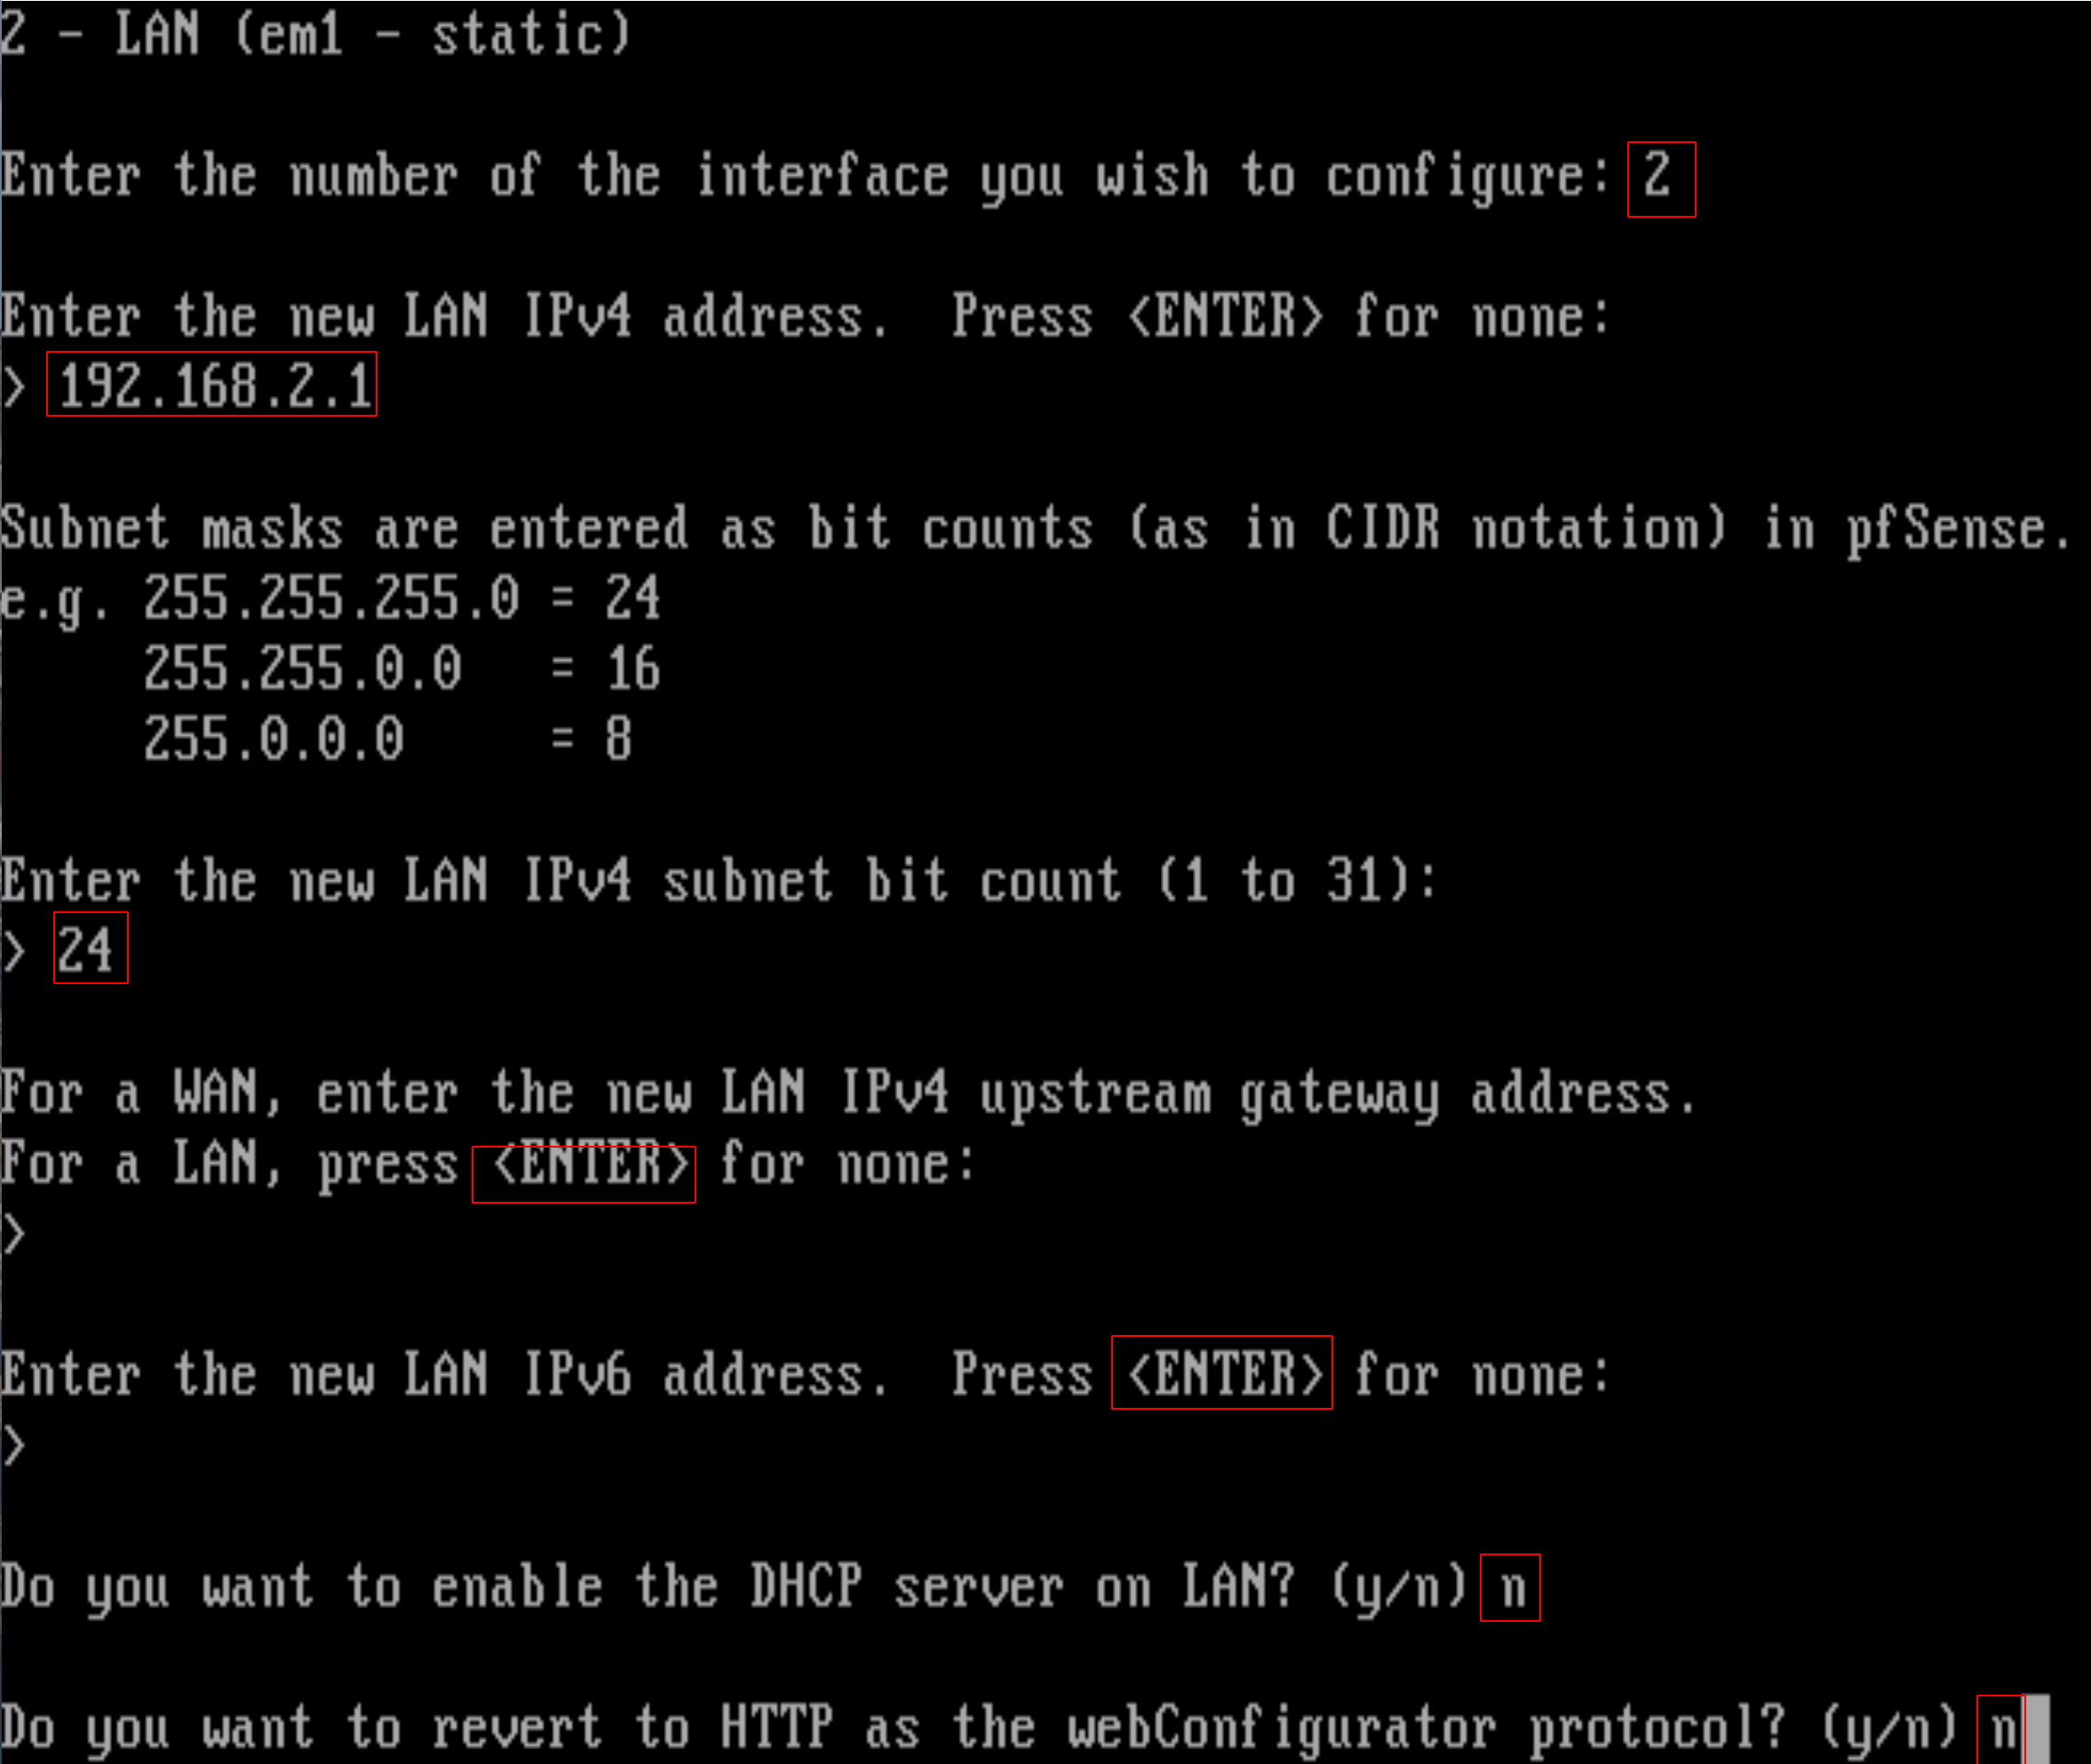 2 - LAN (em1 - static)
Enter the number of the interface you wish to configure: 2
Enter the new LAN IPv4 address.  Press <ENTER> for none:
> 192.168.2.1
Subnet masks are entered as bit counts (as in CIDR notation) in pfSense.
e.g. 255.255.255.0 = 24
     255.255.0.0   = 16
     255.0.0.0     = 8
Enter the new LAN IPv4 subnet bit count (1 to 31):
> 24
For a WAN, enter the new LAN IPv4 upstream gateway address.
For a LAN, press <ENTER> for none:
>
Enter the new LAN IPv6 address.  Press <ENTER> for none:
>
Do you want to enable the DHCP server on LAN? (y/n) n
Do you want to revert to HTTP as the webConfigurator protocol? (y/n) n